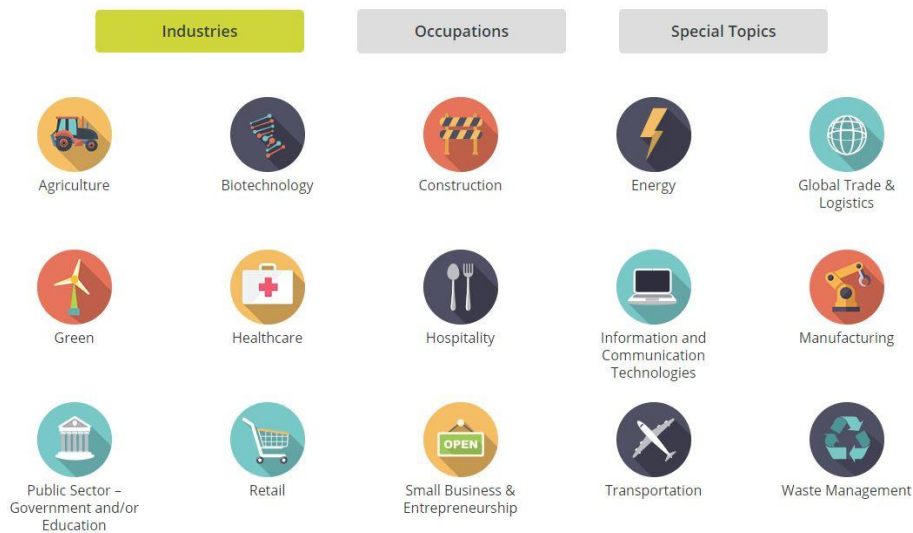 Industries
Occupations
Special Topics
Agriculture
Biotechnology
Construction
Energy
Global Trade &
Logistics
Green
Healthcare
Hospitality
Information and
Communication
Technologies
Manufacturing
Public Sector –
Government and/or
Education
Retail
OPEN
Small Business &
Entrepreneurship
Transportation
Waste Management